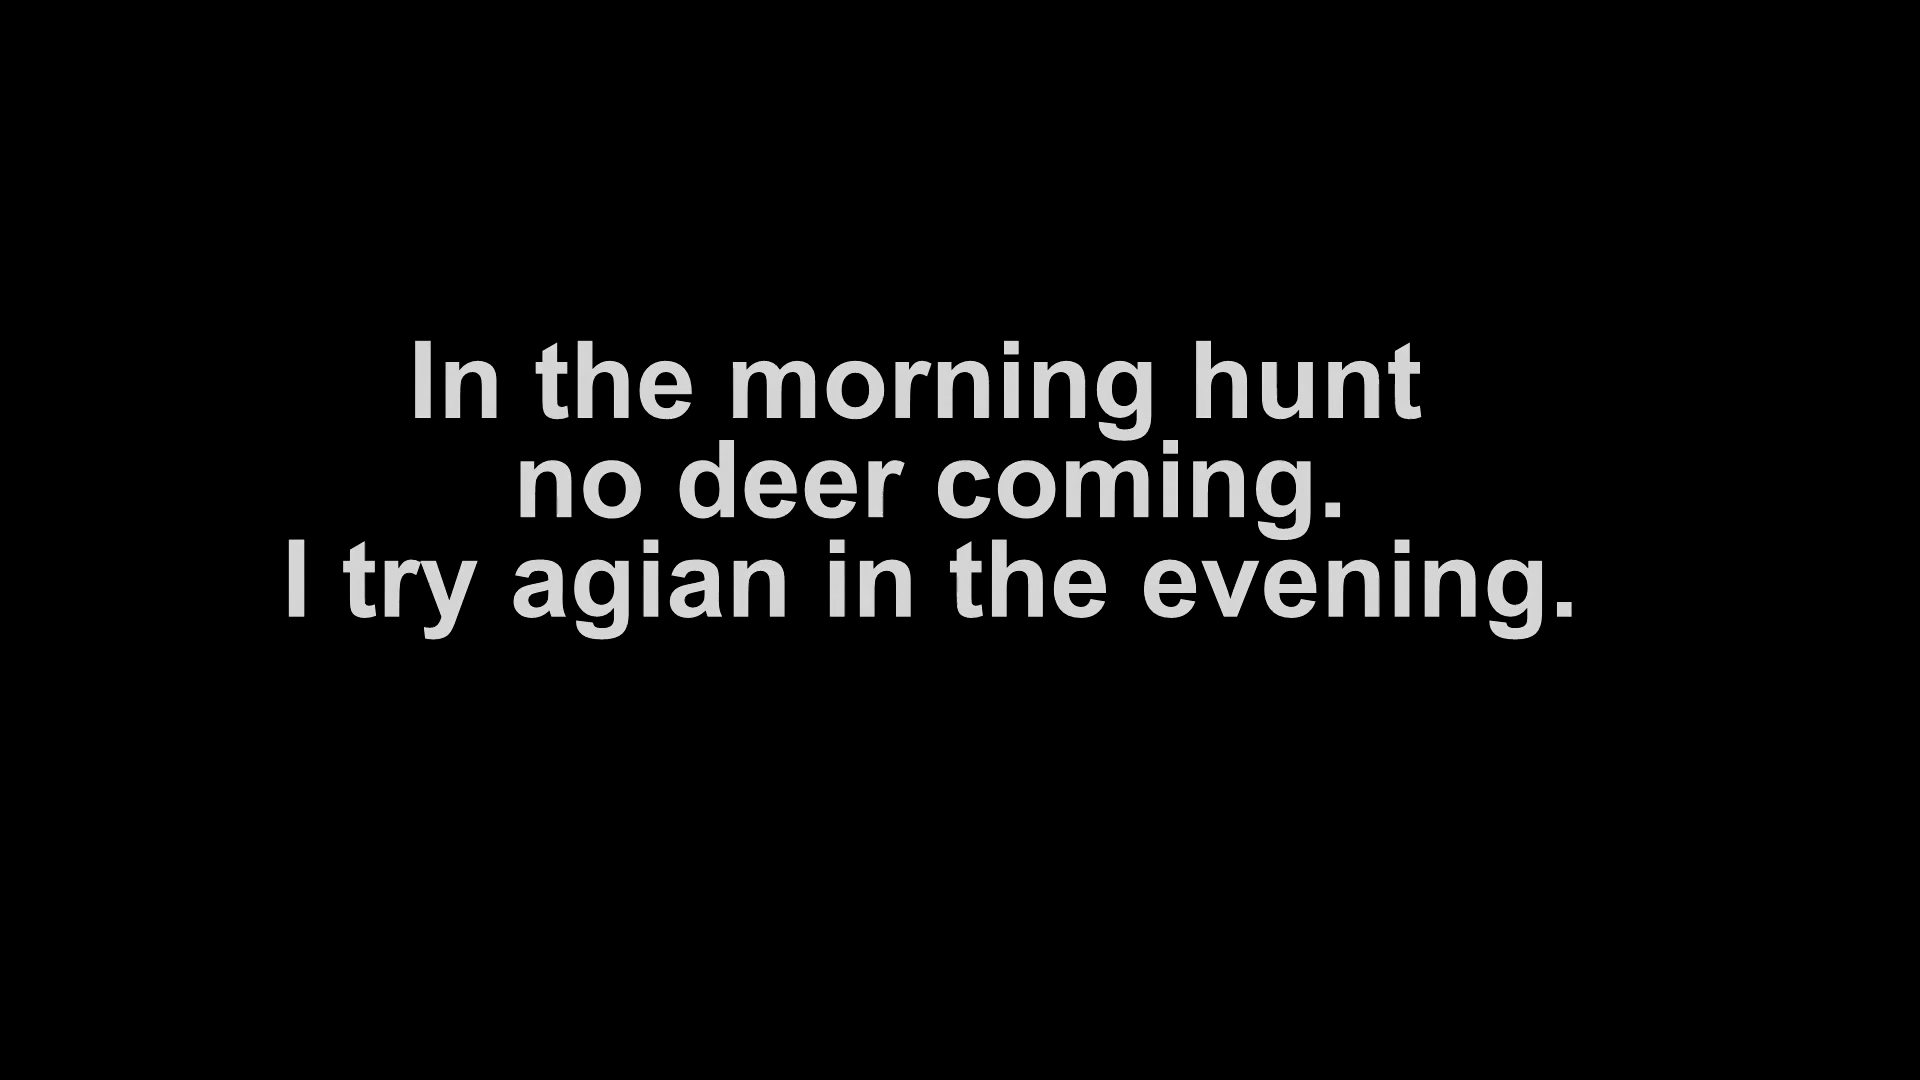 In the morning hunt
no deer coming.
I try agian in the evening.